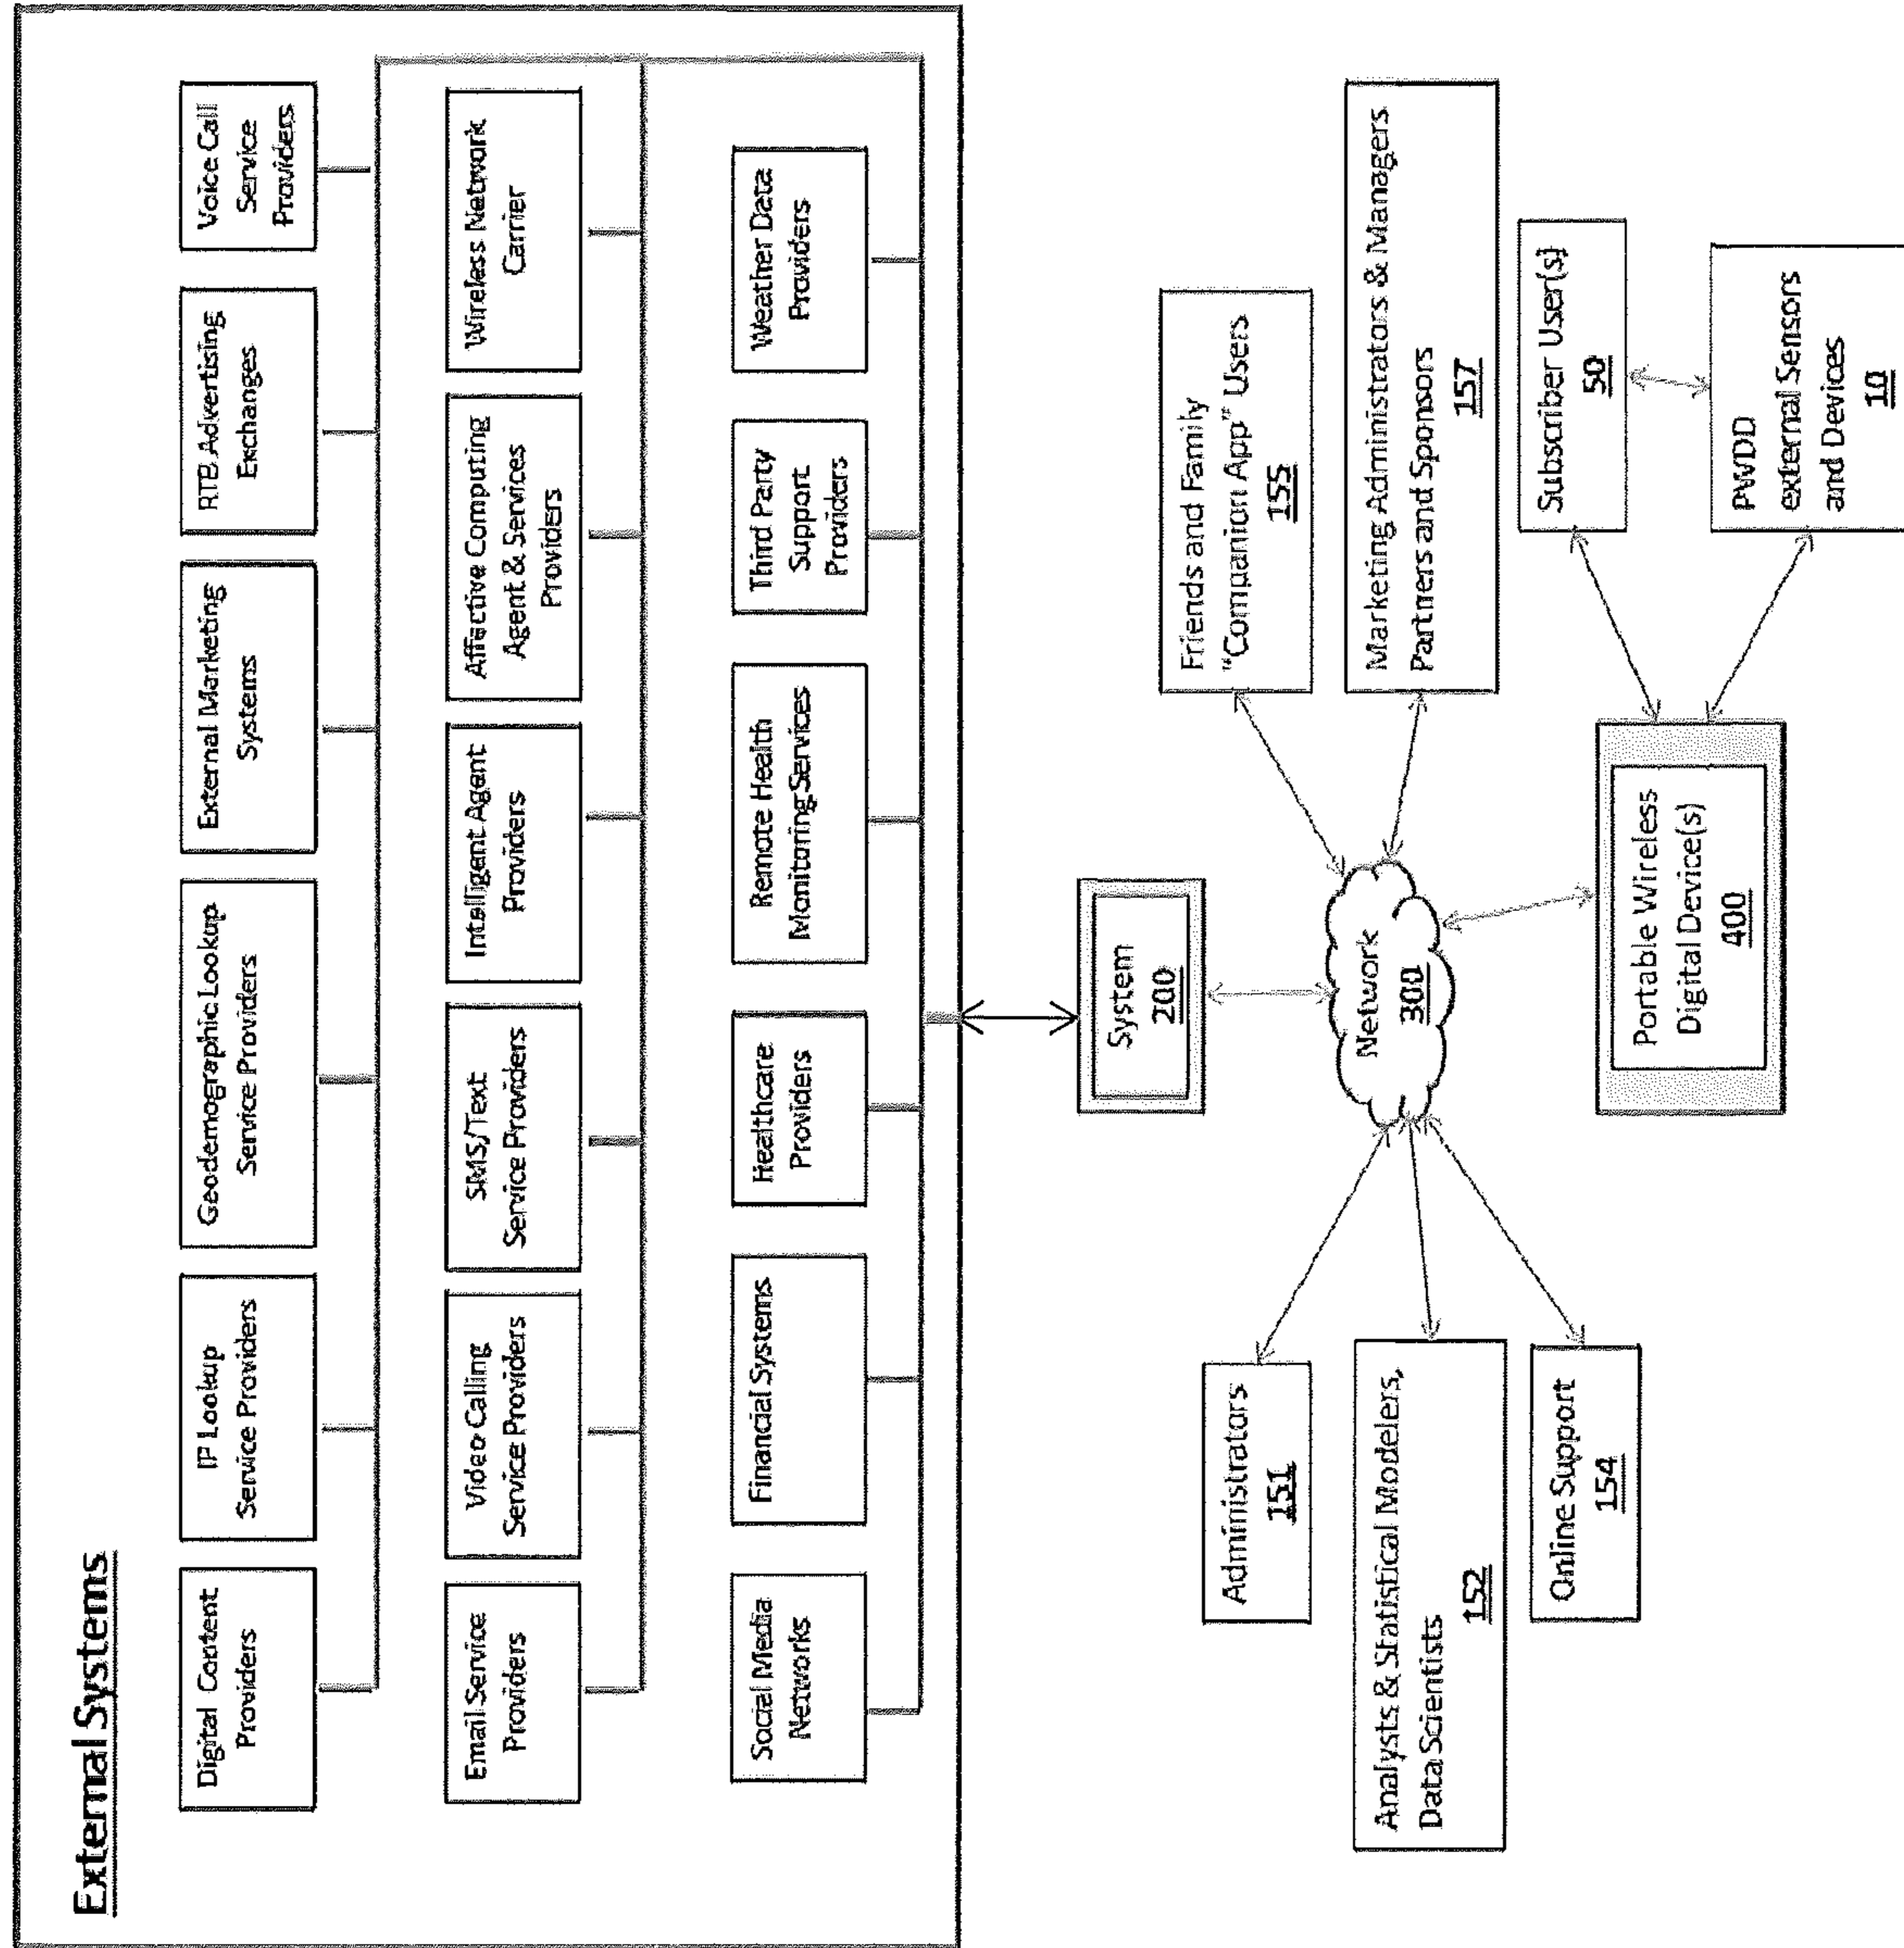 External Systems
Digital Content
Providers
IP Lookup
Service Providers
Geodemographic Lookup
Service Providers
External Marketing
Systems
RTB Advertising
Exchanges
Voice Call
Service
Providers
Email Service
Providers
Video Calling
Service Providers
SMS/Text
Service Providers
Intelligent Agent
Providers
Affective Computing
Agent & Services
Providers
Wireless Network
Carrier
Social Media
Networks
Financial Systems
Healthcare
Providers
Remote Health
Monitoring Services
Third Party
Support
Providers
Weather Data
Providers
System
200
Network
300
Administrators
151
Analysts & Statistical Modelers,
Data Scientists
152
Online Support
154
Friends and Family
"Companion App" Users
155
Marketing Administrators & Managers
Partners and Sponsors
157
Portable Wireless
Digital Device(s)
400
Subscriber User(s)
50
PWDD
external Sensors
and Devices
10